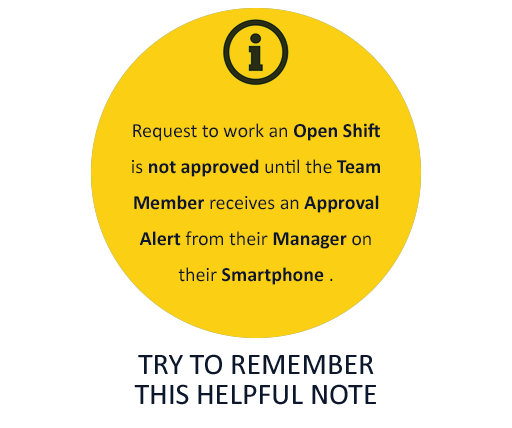 Request to work an Open Shift
is not approved until the Team
Member receives an Approval
Alert from their Manager on
their Smartphone .
TRY TO REMEMBER
THIS HELPFUL NOTE